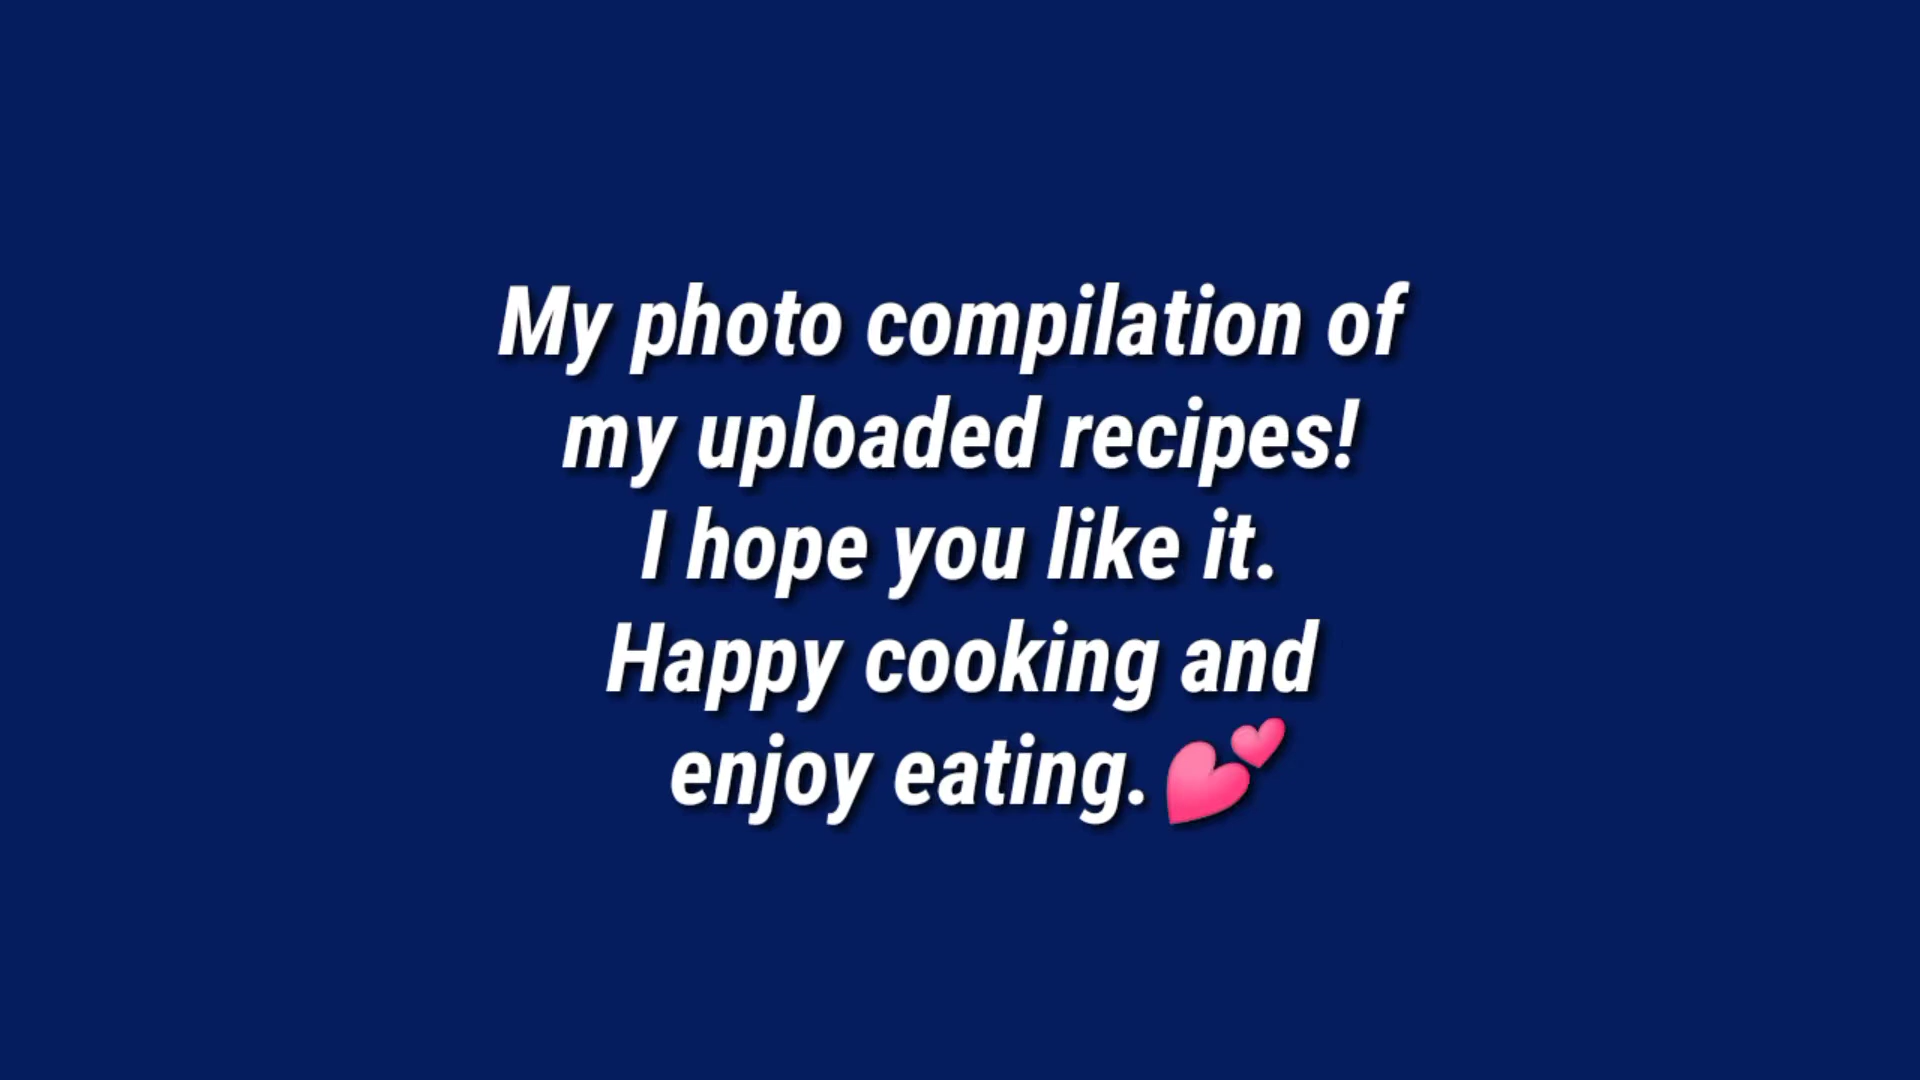 My photo compilation of
my uploaded recipes!
I hope you like it.
Happy cooking and
enjoy eating. 💕